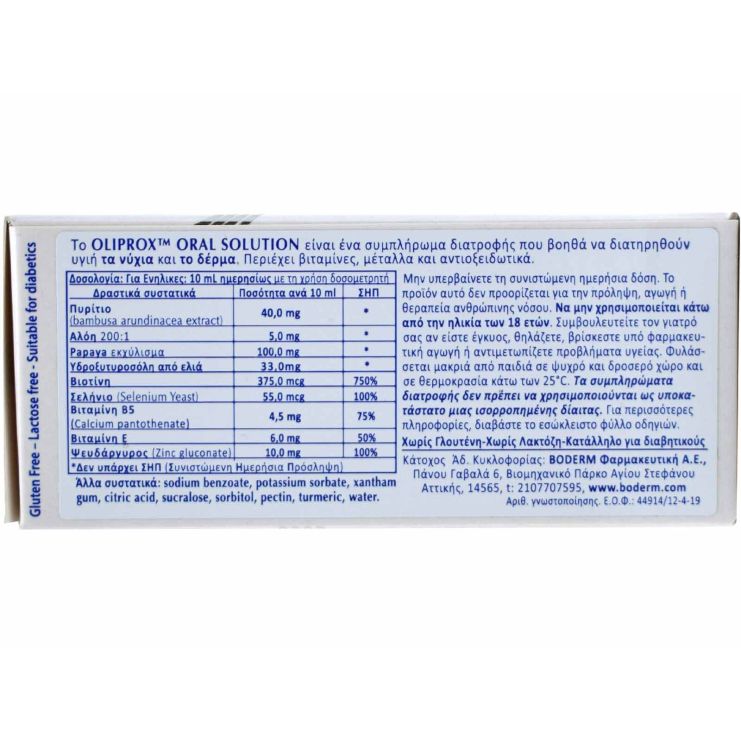 Gluten Free - Lactose free - Suitable for diabetics
Το OLIPROX™ ORAL SOLUTION είναι ένα συμπλήρωμα διατροφής που βοηθά να διατηρηθούν
υγιή τα νύχια και το δέρμα. Περιέχει βιταμίνες, μέταλλα και αντιοξειδωτικά.
Δοσολογία: Για Ενήλικες: 10 mL ημερησίως με τη χρήση δοσομετρητή
Δραστικά συστατικά Ποσότητα ανά 10 ml ΣΗΠ
Πυρίτιο
(bambusa arundinacea extract) 40,0 mg *
Αλόη 200:1 5,0 mg *
Papaya εκχύλισμα 100,0 mg *
Υδροξυτυροσόλη από ελιά 33,0mg *
Βιοτίνη 375,0 mcg 750%
Σελήνιο (Selenium Yeast) 55,0 mcg 100%
Βιταμίνη B5
(Calcium pantothenate) 4,5 mg 75%
Βιταμίνη E 6,0 mg 50%
Ψευδάργυρος (Zinc gluconate) 10,0 mg 100%
*Δεν υπάρχει ΣΗΠ (Συνιστώμενη Ημερήσια Πρόσληψη)
Άλλα συστατικά: sodium benzoate, potassium sorbate, xantham
gum, citric acid, sucralose, sorbitol, pectin, turmeric, water.
Μην υπερβαίνετε τη συνιστώμενη ημερήσια δόση. Το
προϊόν αυτό δεν προορίζεται για την πρόληψη, αγωγή ή
θεραπεία ανθρώπινης νόσου. Να μην χρησιμοποιείται κάτω
από την ηλικία των 18 ετών. Συμβουλευτείτε τον γιατρό
σας αν είστε έγκυος, θηλάζετε, βρίσκεστε υπό φαρμακευ-
τική αγωγή ή αντιμετωπίζετε προβλήματα υγείας. Φυλάσ-
σεται μακριά από παιδιά σε ψυχρό και δροσερό χώρο και
σε θερμοκρασία κάτω των 25°C. Τα συμπληρώματα
διατροφής δεν πρέπει να χρησιμοποιούνται ως υποκα-
τάστατο μιας ισορροπημένης δίαιτας. Για περισσότερες
πληροφορίες, διαβάστε το εσώκλειστο φύλλο οδηγιών.
Χωρίς Γλουτένη-Χωρίς Λακτόζη-Κατάλληλο για διαβητικούς
Κάτοχος Άδ. Κυκλοφορίας: BODERM Φαρμακευτική Α.Ε.,
Πάνου Γαβαλά 6, Βιομηχανικό Πάρκο Αγίου Στεφάνου
Αττικής, 14565, τ: 2107707595, www.boderm.com
Αριθ. γνωστοποίησης. Ε.Ο.Φ.: 44914/12-4-19